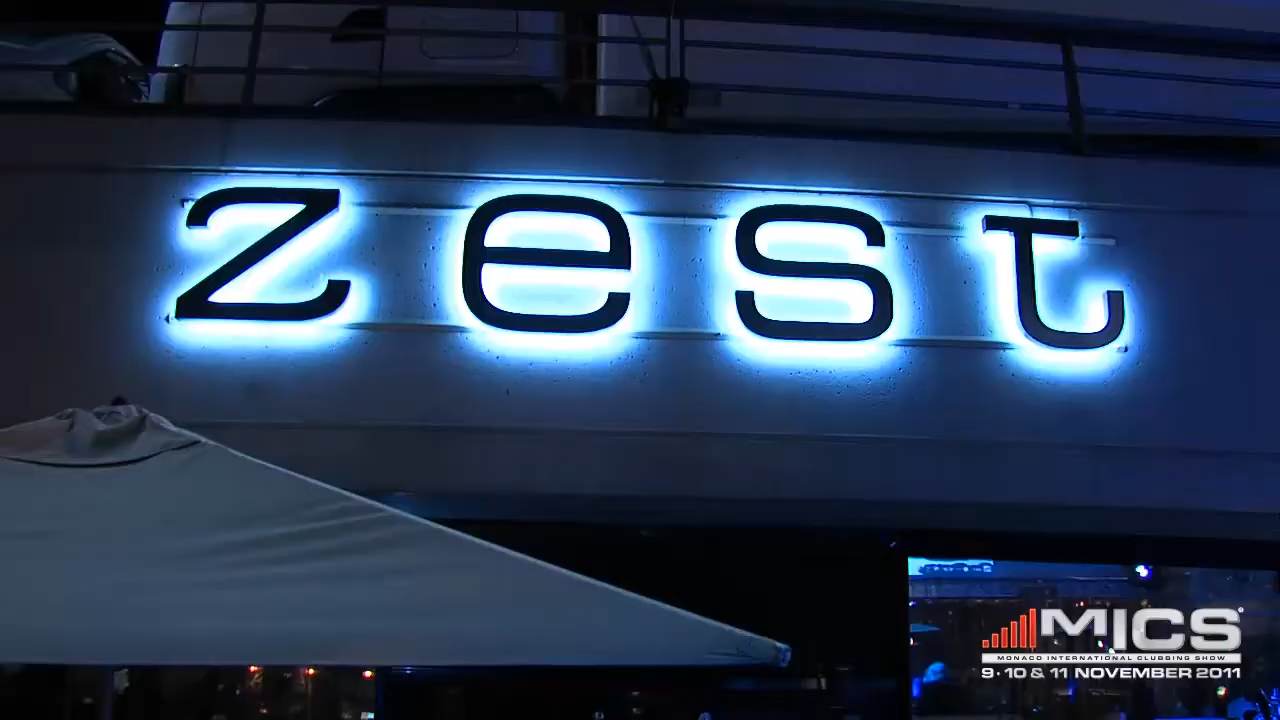 zest
MICS
MONACO INTERNATIONAL CLUBBING SHOW
9·10 & 11 NOVEMBER 2011